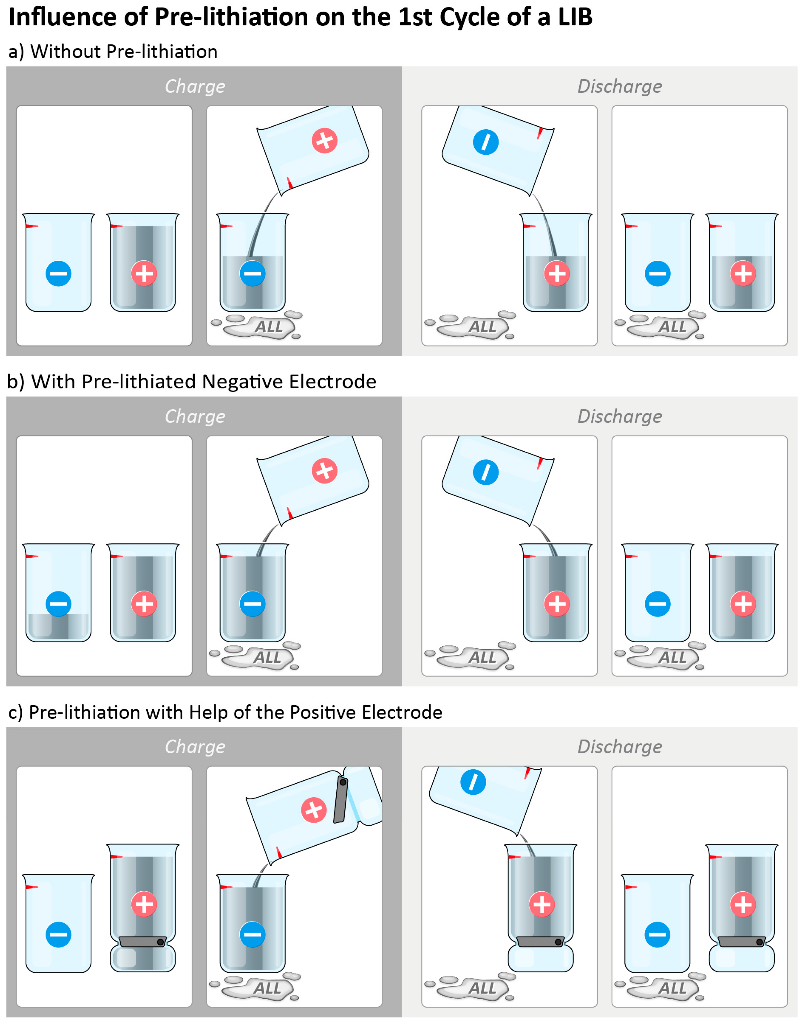 Influence of Pre-lithiation on the 1st Cycle of a LIB
a) Without Pre-lithiation
Charge
Discharge
ALL
ALL
ALL
b) With Pre-lithiated Negative Electrode
Charge
Discharge
ALL
ALL
ALL
c) Pre-lithiation with Help of the Positive Electrode
Charge
Discharge
ALL
ALL
ALL